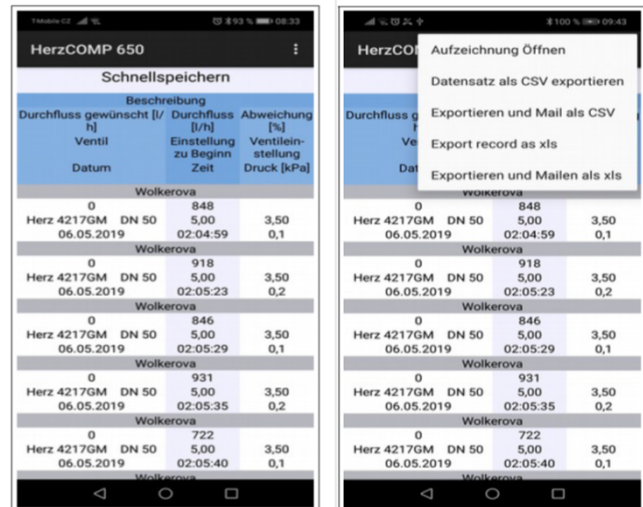 T-Mobile CZ 93 % 08:33
HerzCOMP 650
Schnellspeichern
Beschreibung
Durchfluss gewünscht [l/h] Durchfluss [l/h] Abweichung [%]
Ventil Einstellung zu Beginn Ventilein-stellung
Datum Zeit Druck [kPa]
Wolkerova
0 848
Herz 4217GM DN 50 5,00 3,50
06.05.2019 02:04:59 0,1
Wolkerova
0 918
Herz 4217GM DN 50 5,00 3,50
06.05.2019 02:05:23 0,2
Wolkerova
0 846
Herz 4217GM DN 50 5,00 3,50
06.05.2019 02:05:29 0,1
Wolkerova
0 931
Herz 4217GM DN 50 5,00 3,50
06.05.2019 02:05:35 0,2
Wolkerova
0 722
Herz 4217GM DN 50 5,00 3,50
06.05.2019 02:05:40 0,1
Wolkerova
100 % 09:43
HerzCO
Aufzeichnung Öffnen
Datensatz als CSV exportieren
Exportieren und Mail als CSV
Export record as xls
Exportieren und Mailen als xls
Durchfluss g
h
Ve
Dat
Wolkerova
0 848
Herz 4217GM DN 50 5,00 3,50
06.05.2019 02:04:59 0,1
Wolkerova
0 918
Herz 4217GM DN 50 5,00 3,50
06.05.2019 02:05:23 0,2
Wolkerova
0 846
Herz 4217GM DN 50 5,00 3,50
06.05.2019 02:05:29 0,1
Wolkerova
0 931
Herz 4217GM DN 50 5,00 3,50
06.05.2019 02:05:35 0,2
Wolkerova
0 722
Herz 4217GM DN 50 5,00 3,50
06.05.2019 02:05:40 0,1
Wolkerova